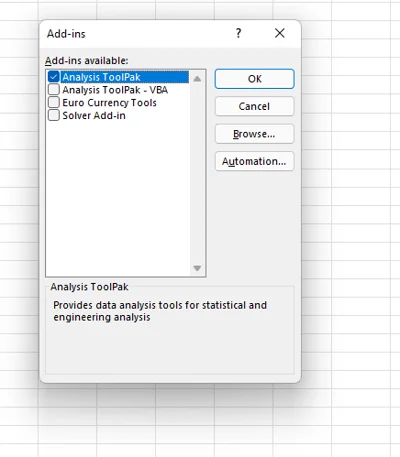 Add-ins
?
Add-ins available:
Analysis ToolPak
Analysis ToolPak - VBA
Euro Currency Tools
Solver Add-in
OK
Cancel
Browse...
Automation...
Analysis ToolPak
Provides data analysis tools for statistical and
engineering analysis